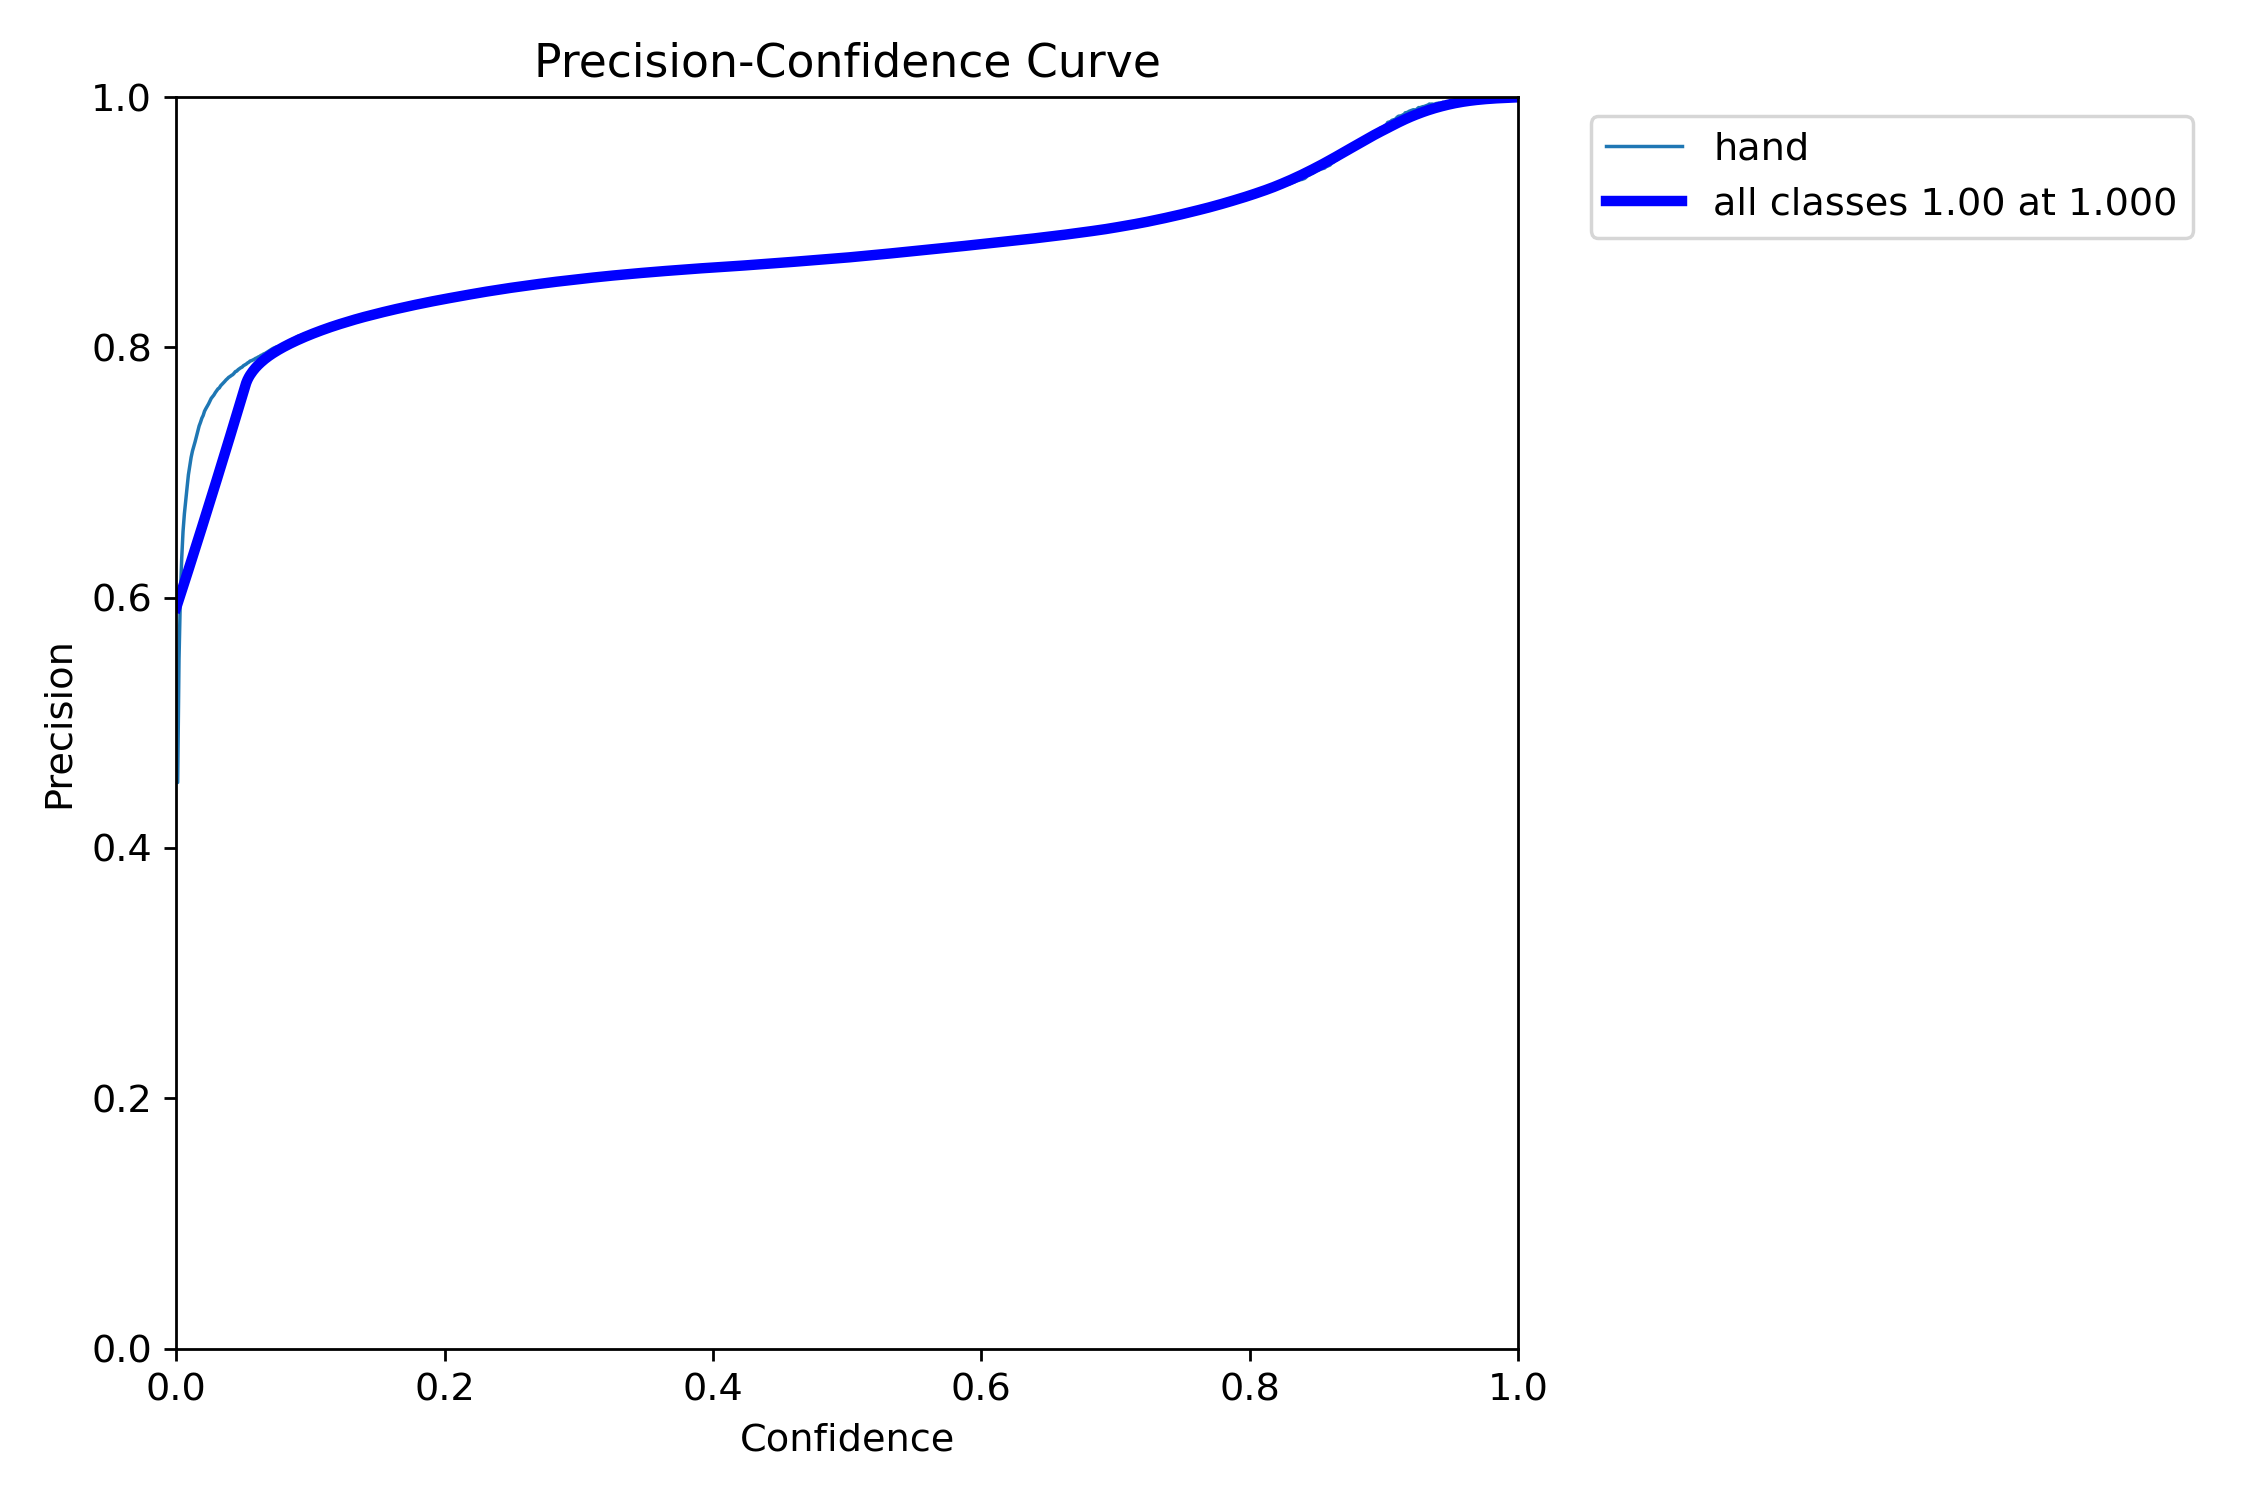 Precision-Confidence Curve
1.0
0.8
0.6
0.4
0.2
0.0
Precision
0.0 0.2 0.4 0.6 0.8 1.0
Confidence
hand
all classes 1.00 at 1.000